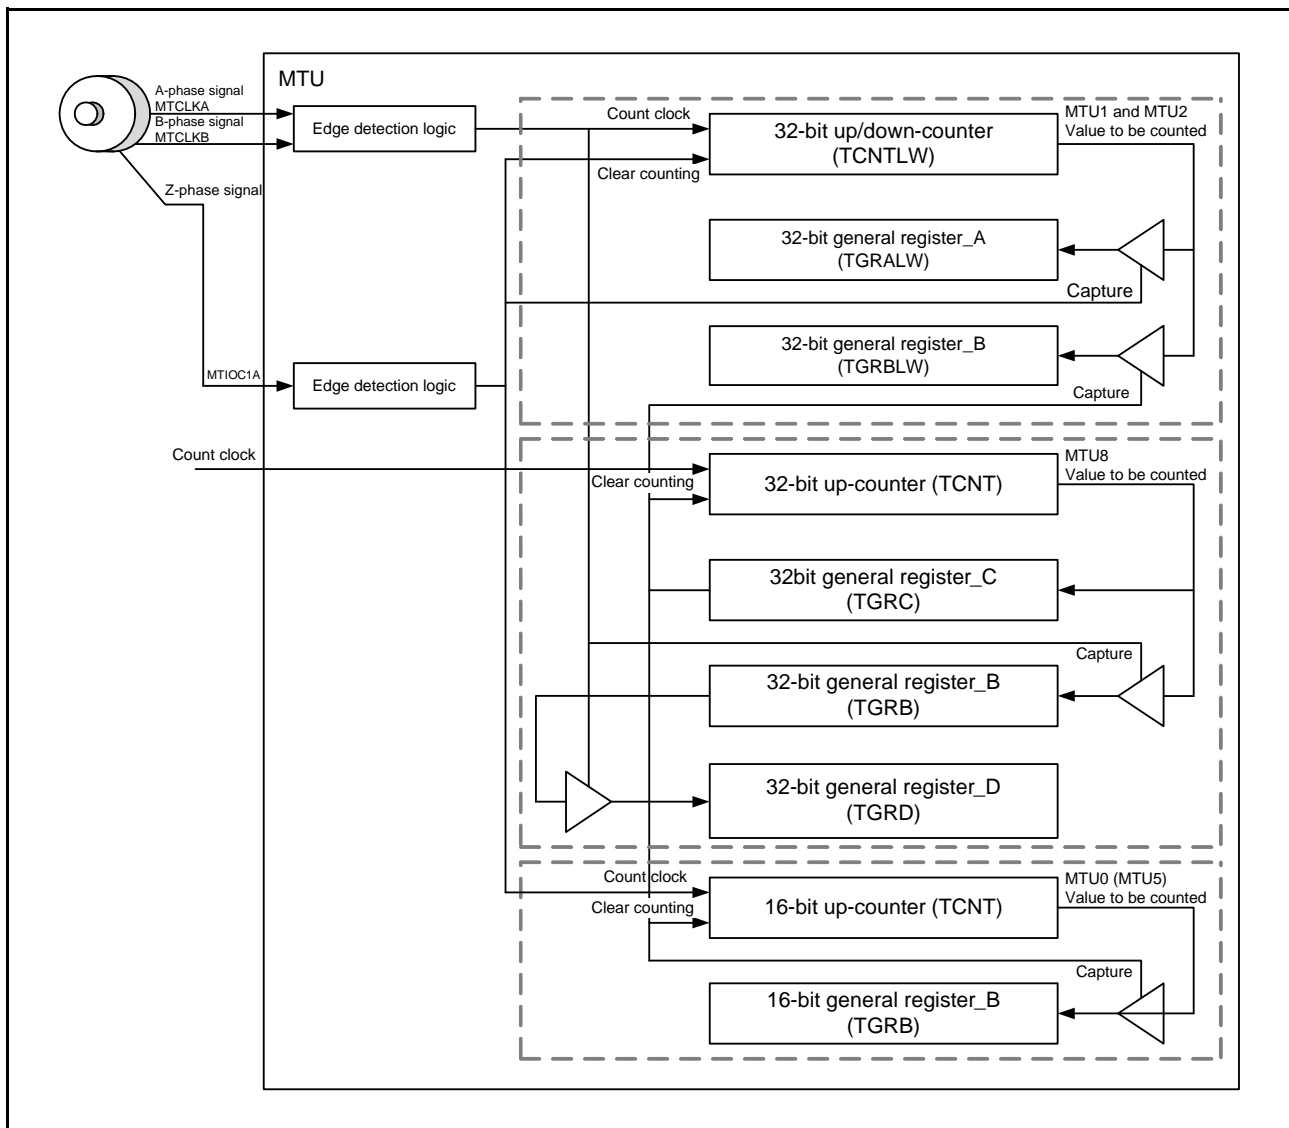 MTU
A-phase signal
MTCLKA
B-phase signal
MTCLKB
Z-phase signal
Edge detection logic
Count clock
Clear counting
32-bit up/down-counter
(TCNTLW)
MTU1 and MTU2
Value to be counted
32-bit general register_A
(TGRALW)
Capture
32-bit general register_B
(TGRBLW)
Capture
MTIOC1A
Edge detection logic
Count clock
Clear counting
32-bit up-counter (TCNT)
MTU8
Value to be counted
32bit general register_C
(TGRC)
Capture
32-bit general register_B
(TGRB)
32-bit general register_D
(TGRD)
Count clock
Clear counting
16-bit up-counter (TCNT)
MTU0 (MTU5)
Value to be counted
Capture
16-bit general register_B
(TGRB)